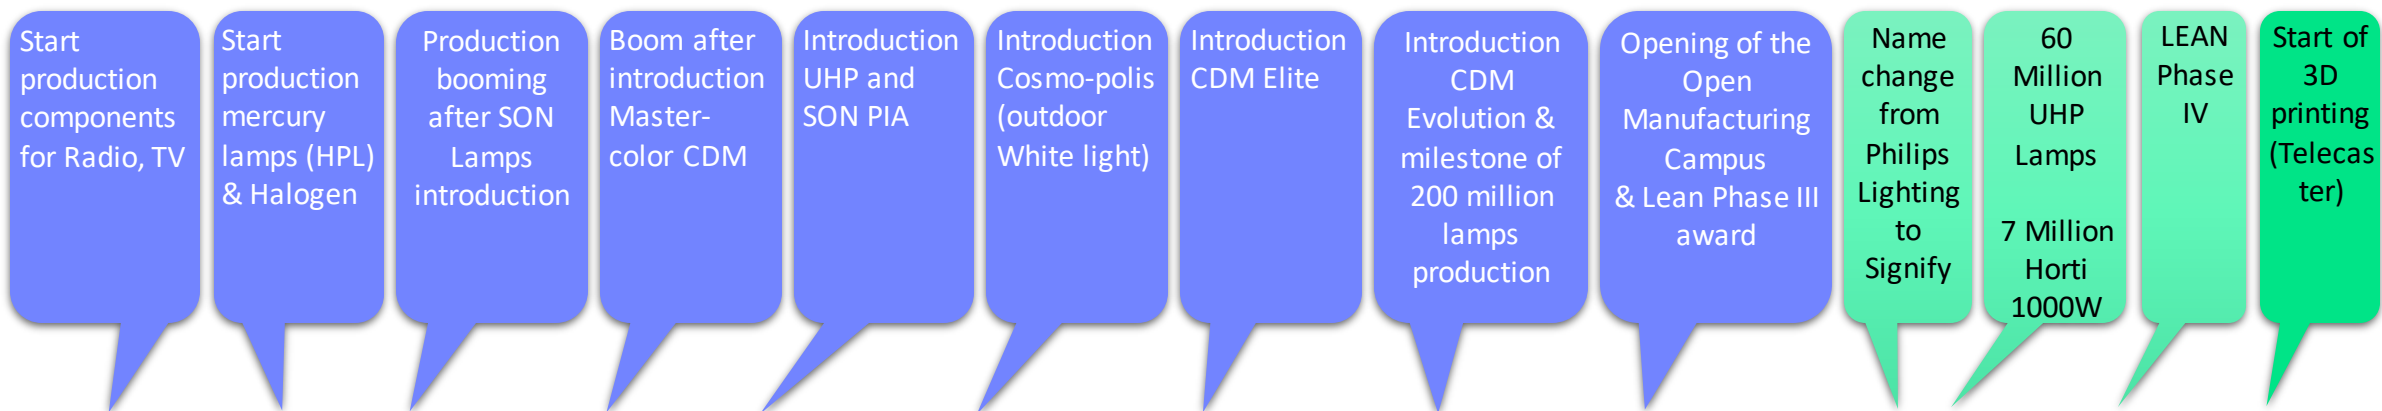 Start
production
components
for Radio, TV
Start
production
mercury
lamps (HPL)
& Halogen
Production
booming
after SON
Lamps
introduction
Boom after
introduction
Master-
color CDM
Introduction
UHP and
SON PIA
Introduction
Cosmo-polis
(outdoor
White light)
Introduction
CDM Elite
Introduction
CDM
Evolution &
milestone of
200 million
lamps
production
Opening of the
Open
Manufacturing
Campus
& Lean Phase III
award
Name
change
from
Philips
Lighting
to
Signify
60
Million
UHP
Lamps
7 Million
Horti
1000W
LEAN
Phase
IV
Start of
3D
printing
(Telecas
ter)